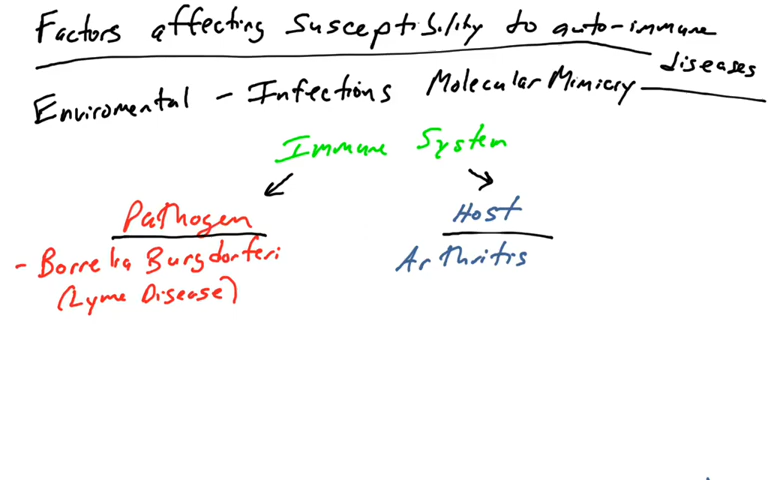 Factors affecting Susceptibility to auto-immune
diseases
Enviromental - Infections Molecular Mimicry
Immune System
Pathogen Host
- Borrelia Burgdorferi Arthritis
(Lyme Disease)